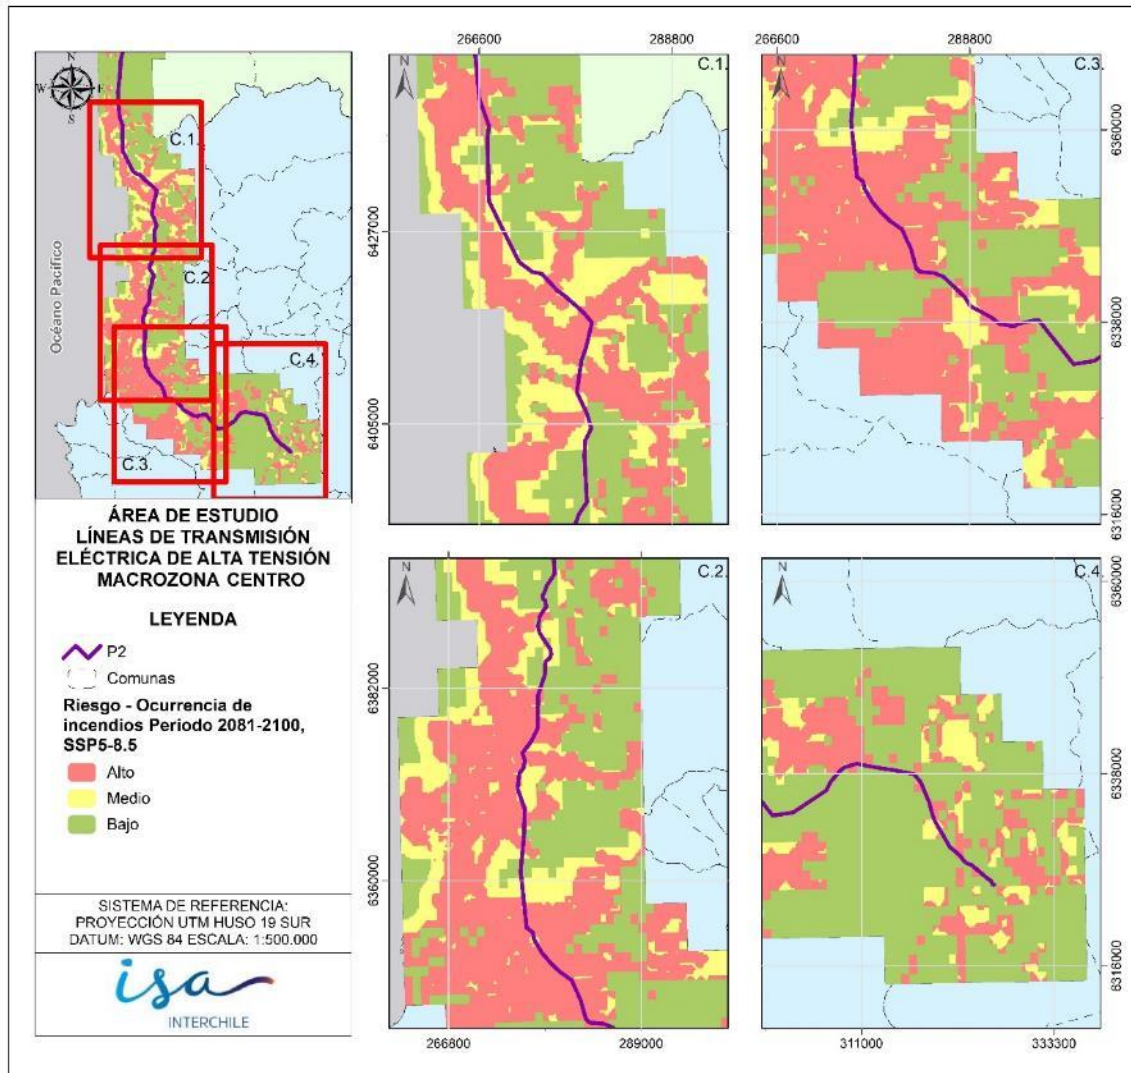 N
W
E
S
C.1.
C.2
C.3.
C.4.
Océano Pacífico
ÁREA DE ESTUDIO
LÍNEAS DE TRANSMISIÓN
ELÉCTRICA DE ALTA TENSIÓN
MACROZONA CENTRO
LEYENDA
P2
Comunas
Riesgo - Ocurrencia de
incendios Periodo 2081-2100,
SSP5-8.5
Alto
Medio
Bajo
SISTEMA DE REFERENCIA:
PROYECCIÓN UTM HUSO 19 SUR
DATUM: WGS 84 ESCALA: 1:500.000
isa
INTERCHILE
266600 288800
N
C.1.
6427000
6405000
266600 288800
N
C.3.
6360000
6338000
6316000
N
C.2.
6382000
6360000
266800 289000
N
C.4
6360000
6338000
6316000
311000 333300